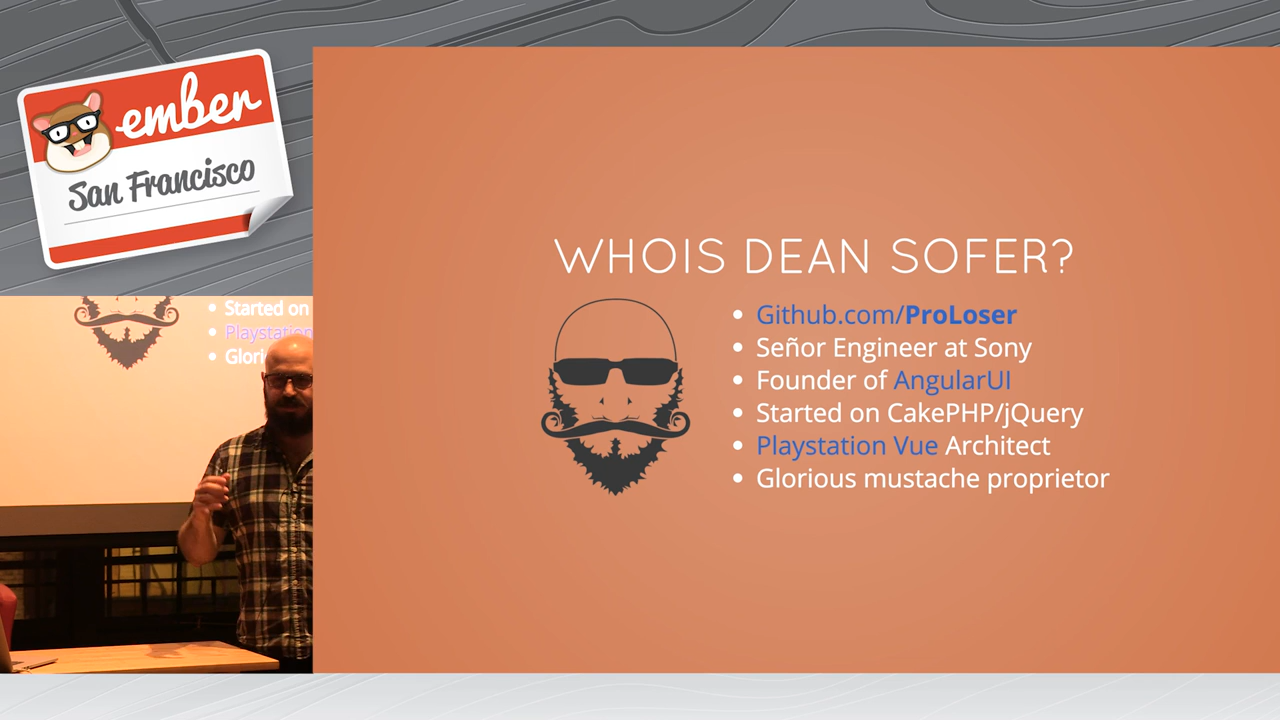 ember
San Francisco
Started on
Playstation
Glori
WHOIS DEAN SOFER?
Github.com/ProLoser
Señor Engineer at Sony
Founder of AngularUI
Started on CakePHP/jQuery
Playstation Vue Architect
Glorious mustache proprietor